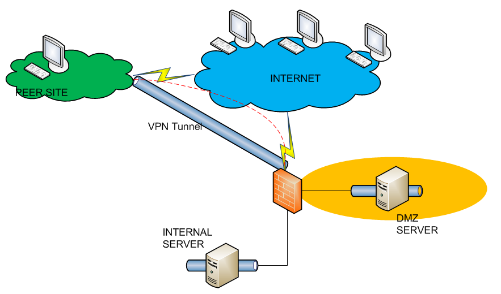 INTERNET
PEER SITE
VPN Tunnel
DMZ
SERVER
INTERNAL
SERVER